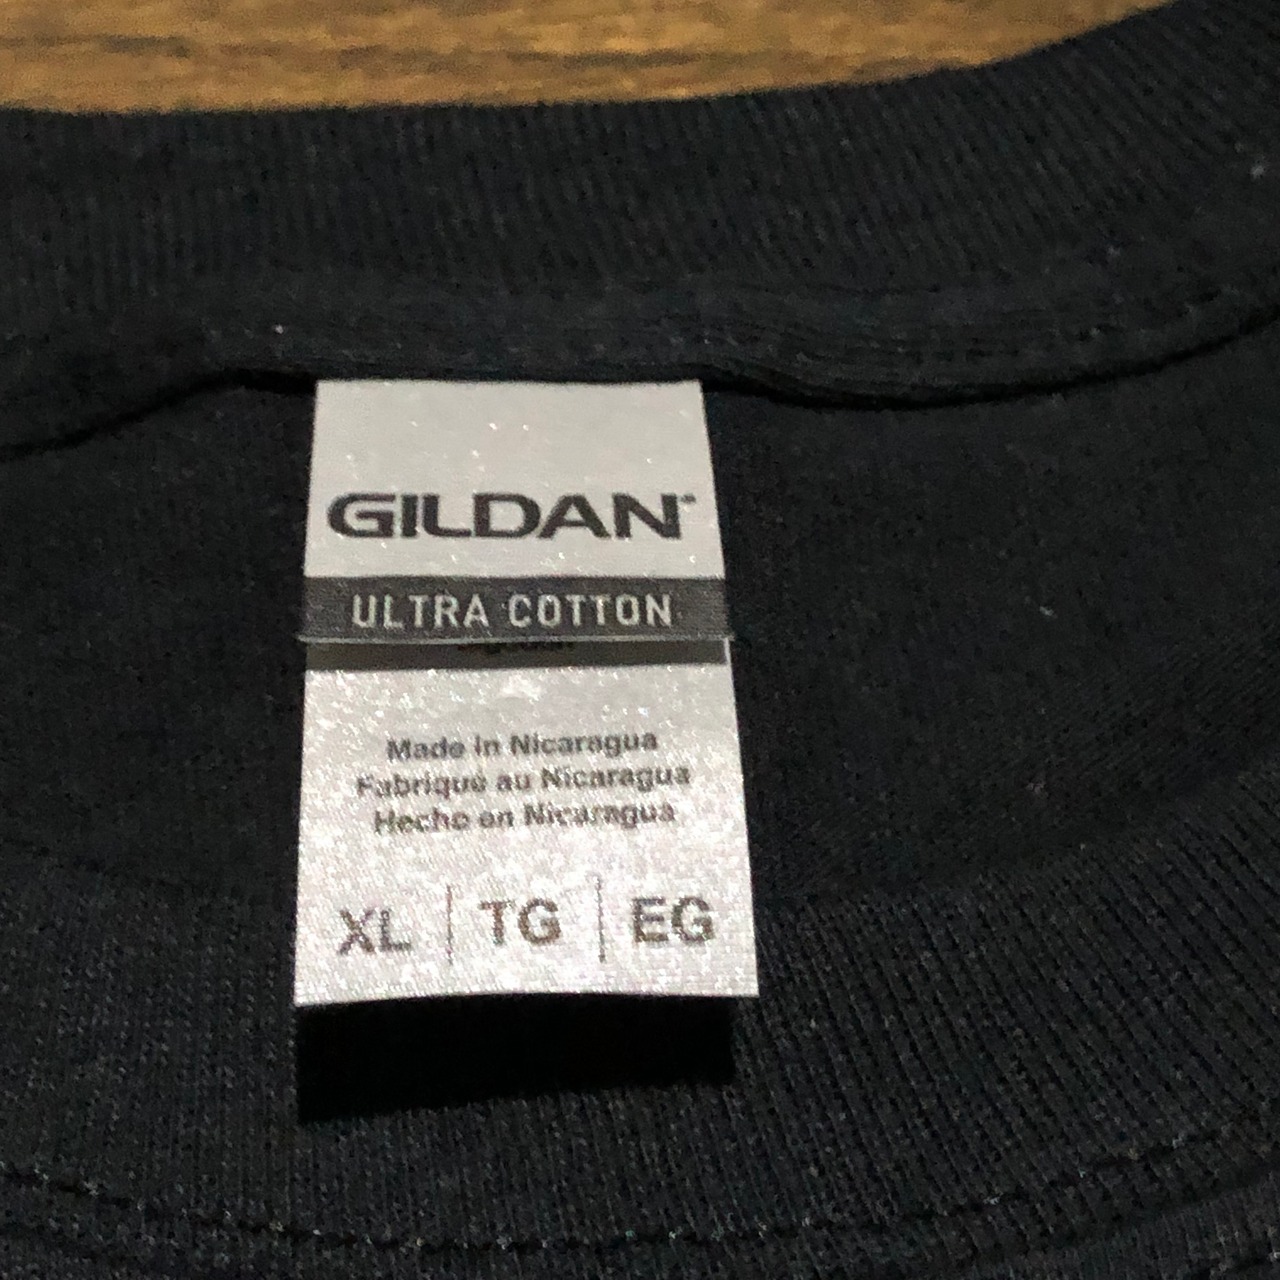 GILDAN®
ULTRA COTTON
Made in Nicaragua
Fabriqué au Nicaragua
Hecho en Nicaragua
XL | TG | EG